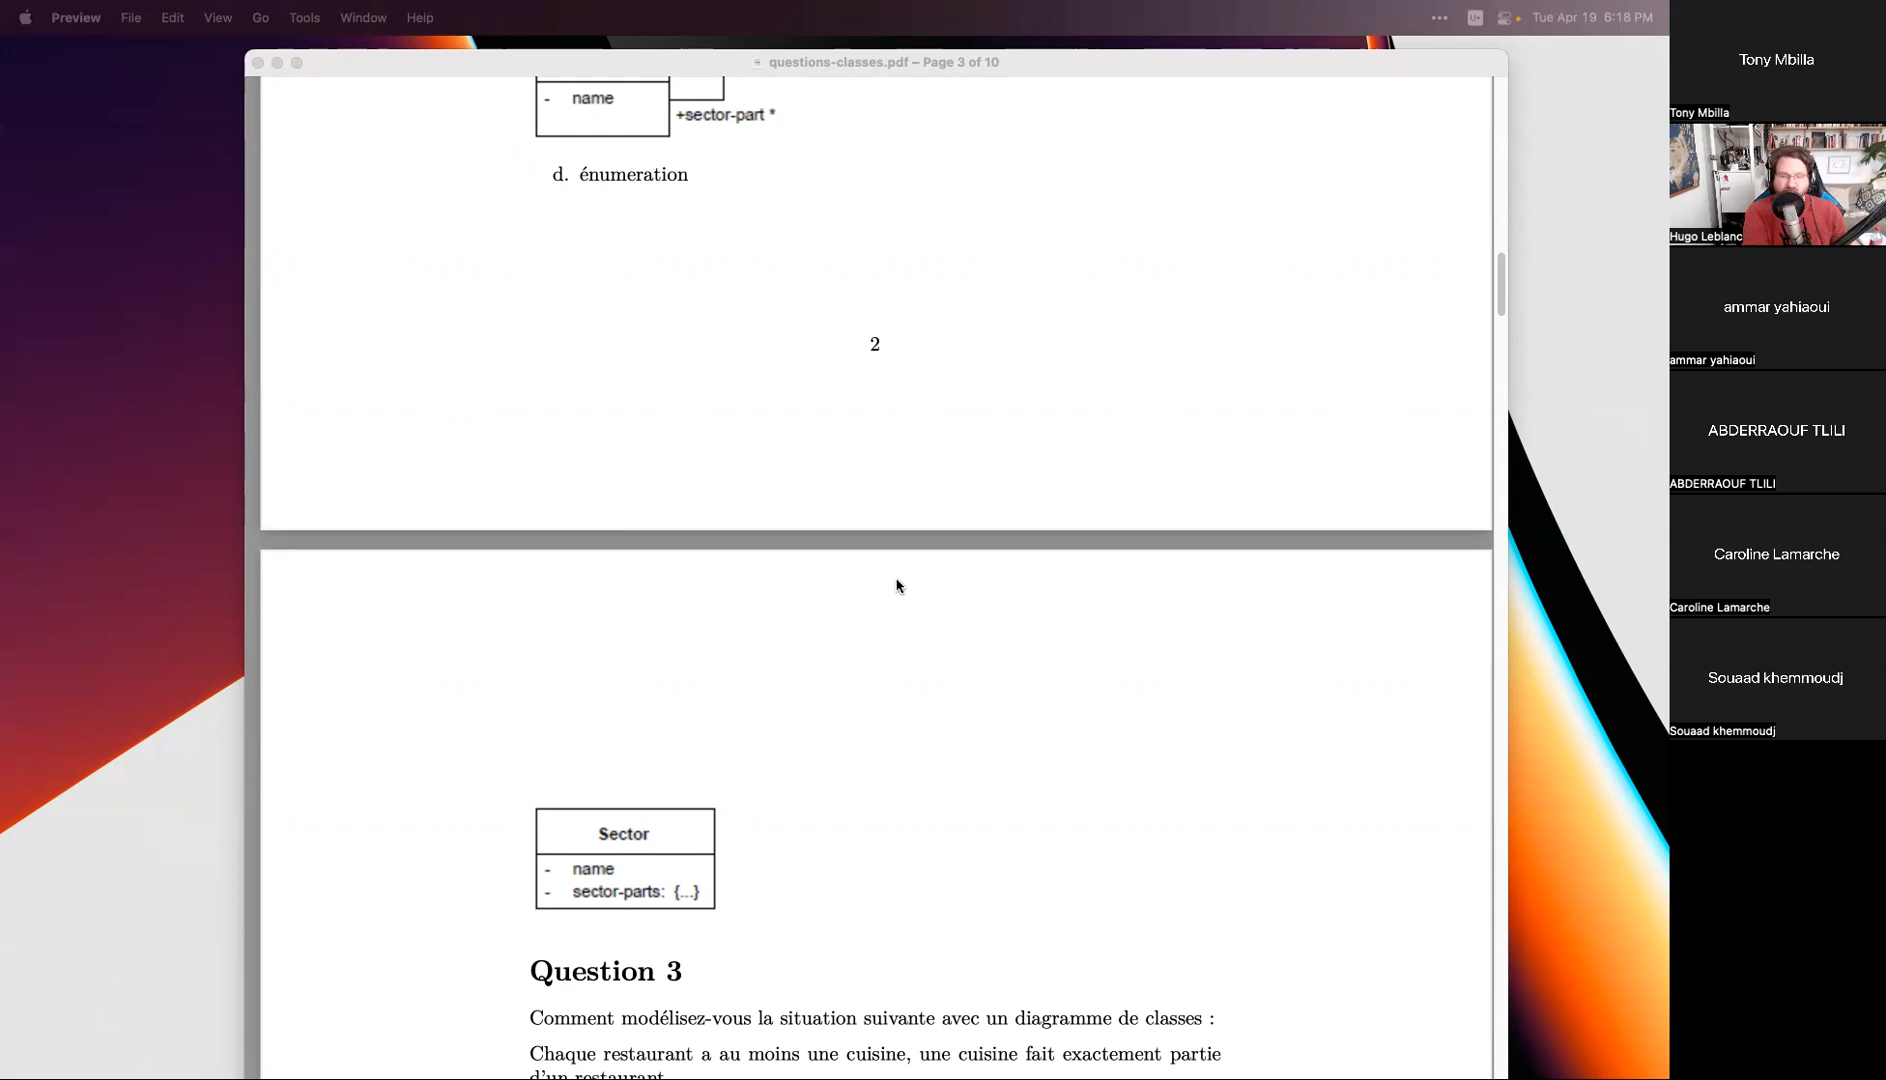 Preview File Edit View Go Tools Window Help
Tue Apr 19 6:18 PM
questions-classes.pdf – Page 3 of 10
- name
+sector-part *
d. énumeration
2
Sector
- name
- sector-parts: {...}
Question 3
Comment modélisez-vous la situation suivante avec un diagramme de classes :
Chaque restaurant a au moins une cuisine, une cuisine fait exactement partie
d'un restaurant
Tony Mbilla
Tony Mbilla
Hugo Leblanc
ammar yahiaoui
ammar yahiaoui
ABDERRAOUF TLILI
ABDERRAOUF TLILI
Caroline Lamarche
Caroline Lamarche
Souaad khemmoudj
Souaad khemmoudj